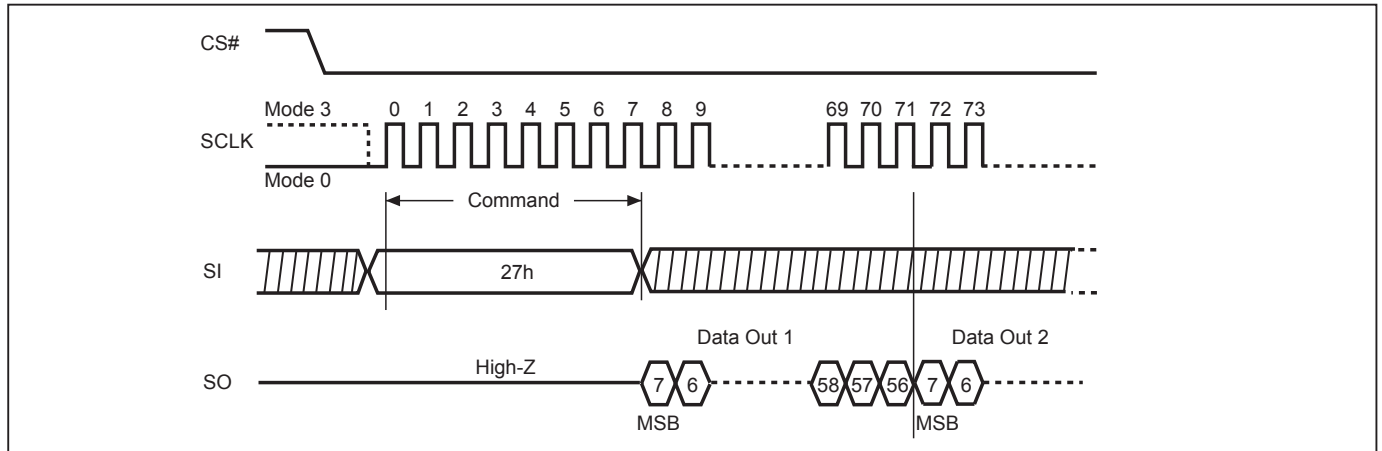 CS#
Mode 3
0 1 2 3 4 5 6 7 8 9 69 70 71 72 73
SCLK
Mode 0
Command
SI
27h
Data Out 1 Data Out 2
High-Z
SO
7 6 58 57 56 7 6
MSB MSB